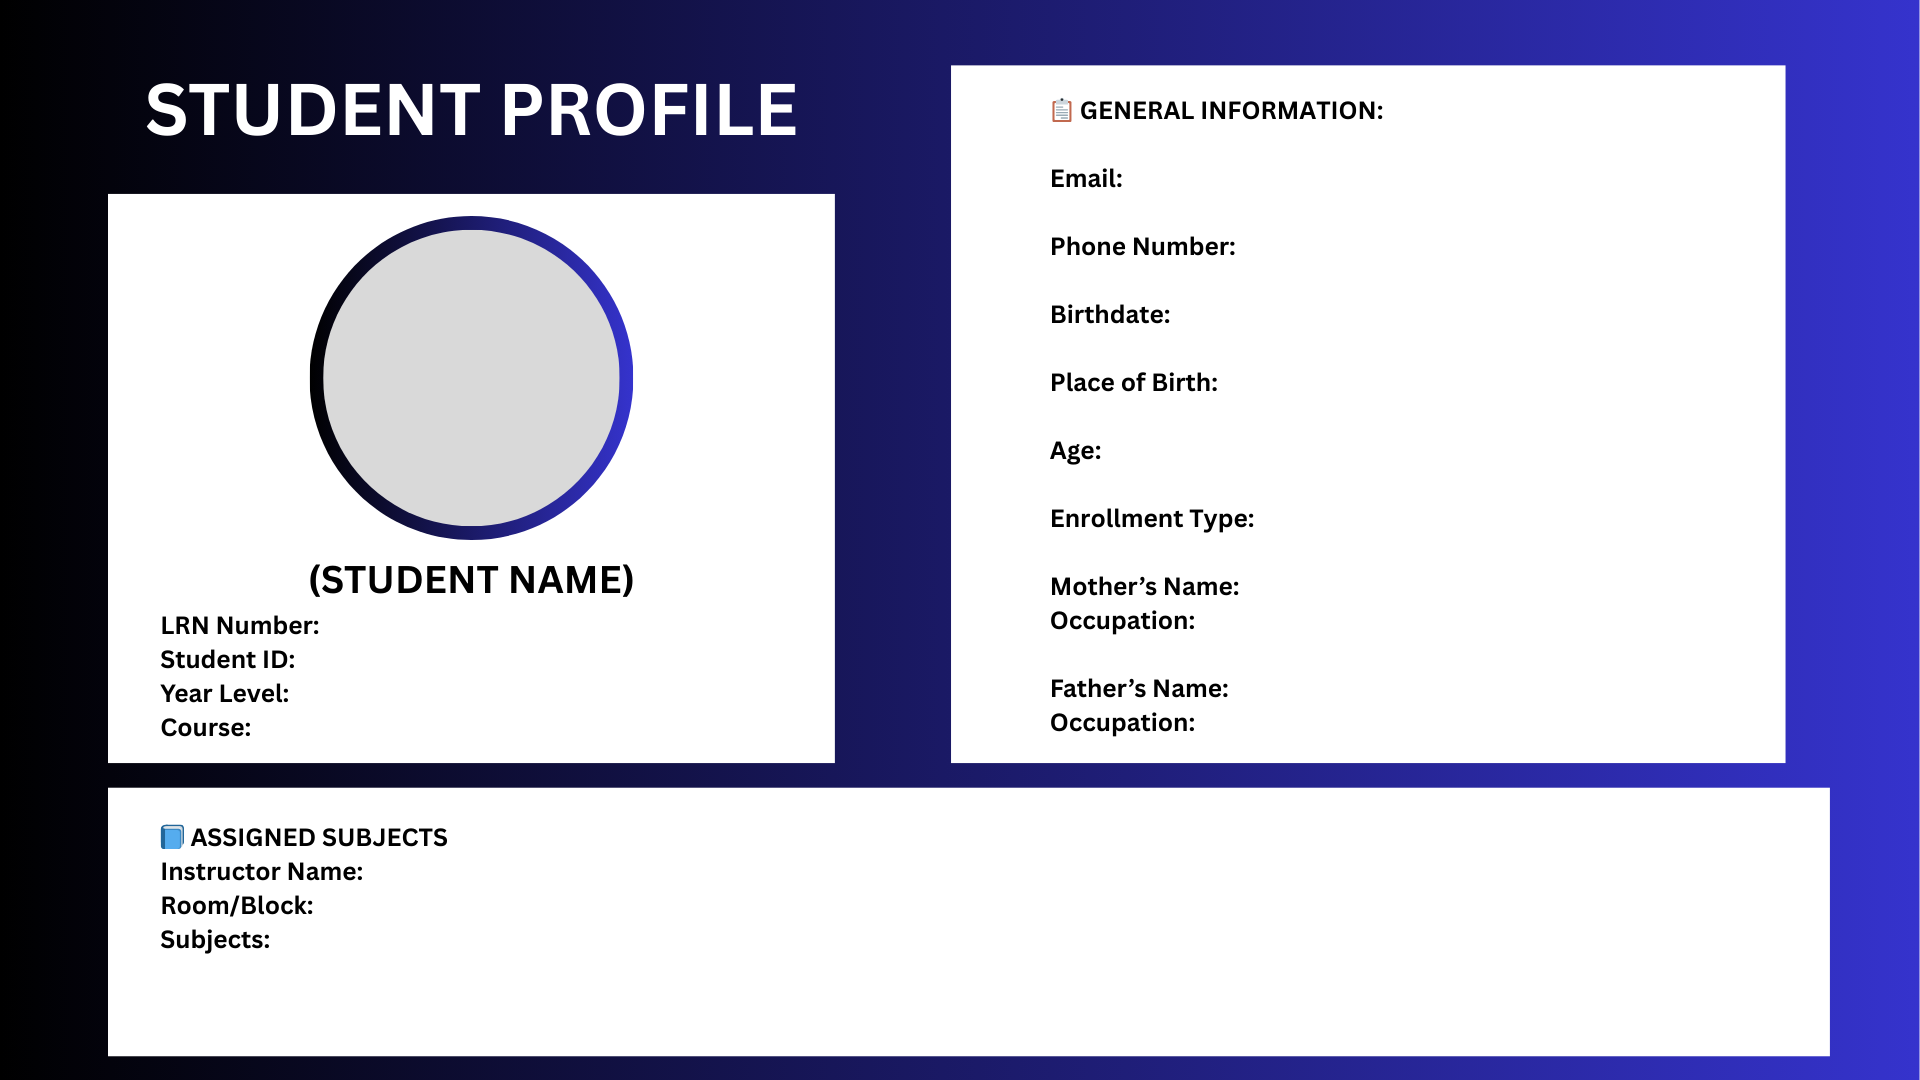 STUDENT PROFILE
(STUDENT NAME)
LRN Number:
Student ID:
Year Level:
Course:
📋 GENERAL INFORMATION:
Email:
Phone Number:
Birthdate:
Place of Birth:
Age:
Enrollment Type:
Mother’s Name:
Occupation:
Father’s Name:
Occupation:
📘 ASSIGNED SUBJECTS
Instructor Name:
Room/Block:
Subjects: